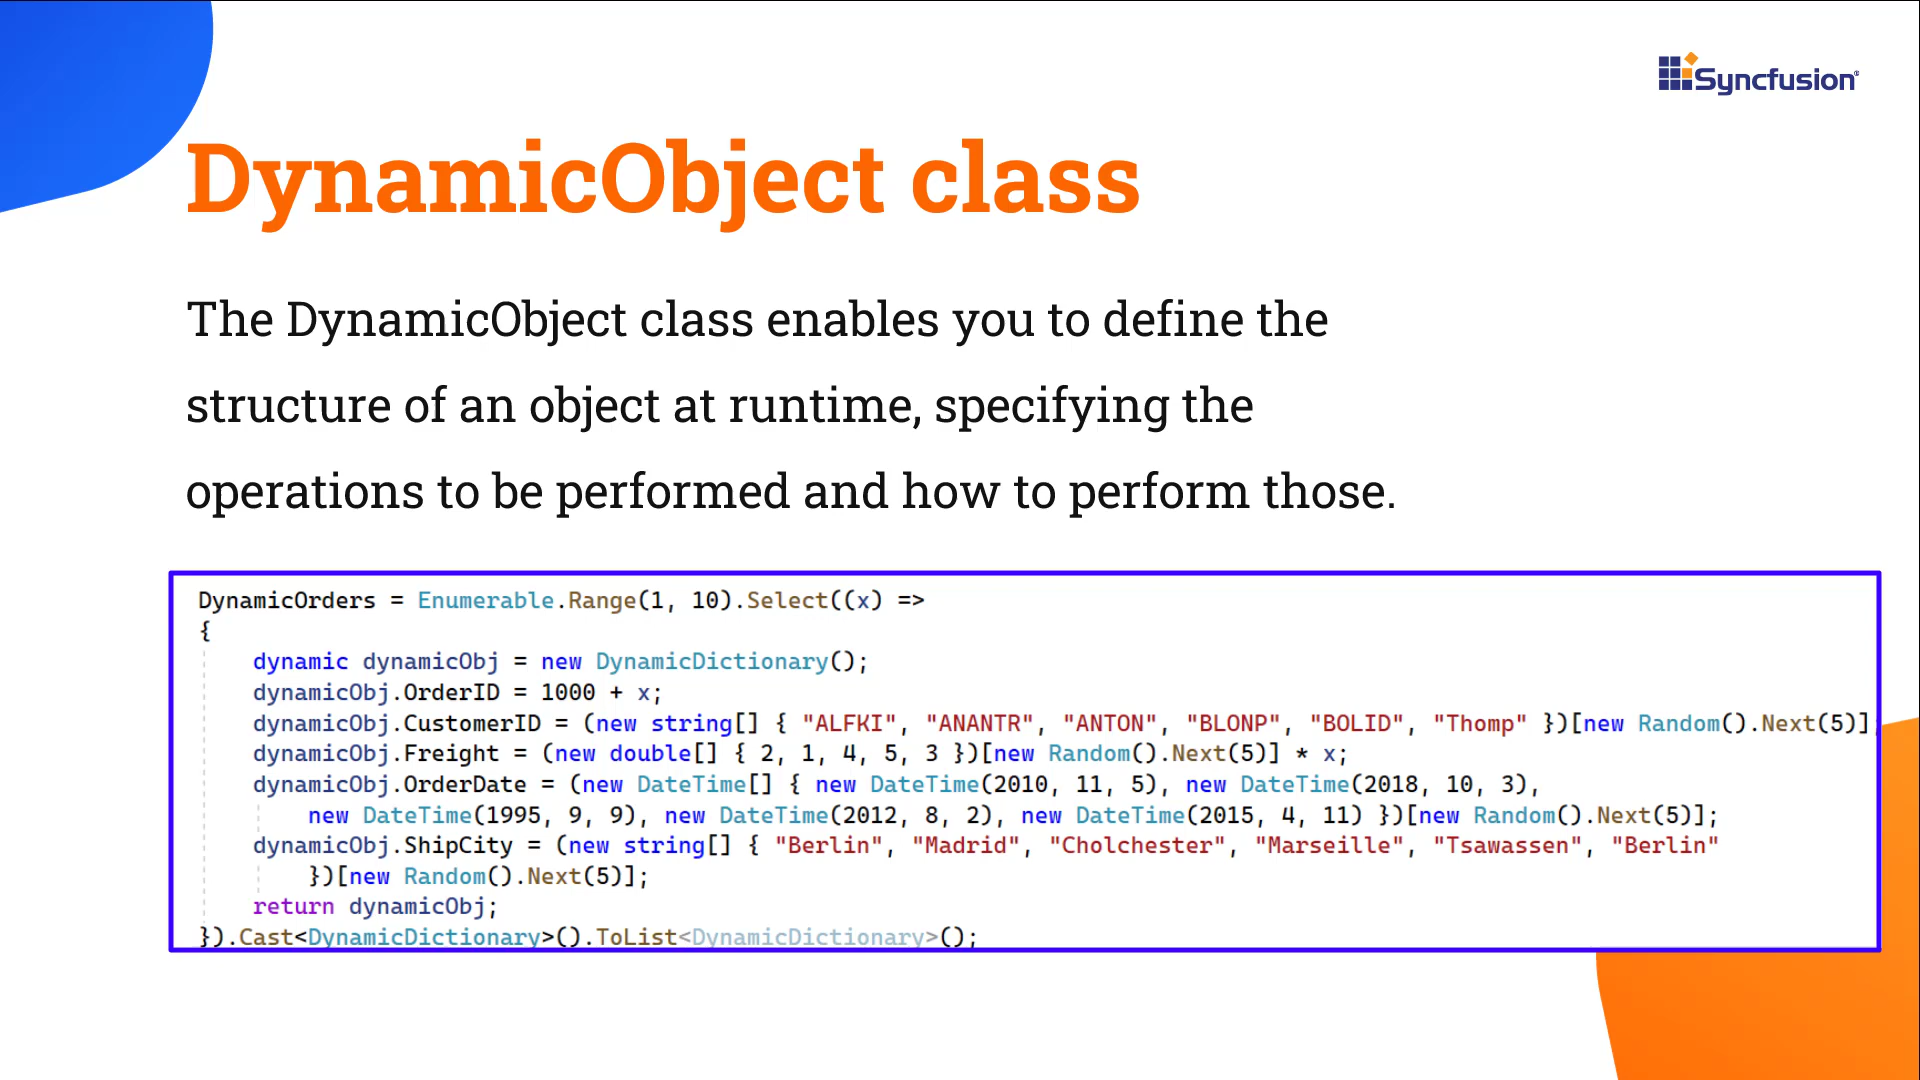 Syncfusion®
DynamicObject class
The DynamicObject class enables you to define the
structure of an object at runtime, specifying the
operations to be performed and how to perform those.
DynamicOrders = Enumerable.Range(1, 10).Select((x) =>
{
    dynamic dynamicObj = new DynamicDictionary();
    dynamicObj.OrderID = 1000 + x;
    dynamicObj.CustomerID = (new string[] { "ALFKI", "ANANTR", "ANTON", "BLONP", "BOLID", "Thomp" })[new Random().Next(5)];
    dynamicObj.Freight = (new double[] { 2, 1, 4, 5, 3 })[new Random().Next(5)] * x;
    dynamicObj.OrderDate = (new DateTime[] { new DateTime(2010, 11, 5), new DateTime(2018, 10, 3),
        new DateTime(1995, 9, 9), new DateTime(2012, 8, 2), new DateTime(2015, 4, 11) })[new Random().Next(5)];
    dynamicObj.ShipCity = (new string[] { "Berlin", "Madrid", "Cholchester", "Marseille", "Tsawassen", "Berlin"
        })[new Random().Next(5)];
    return dynamicObj;
}).Cast<DynamicDictionary>().ToList<DynamicDictionary>();